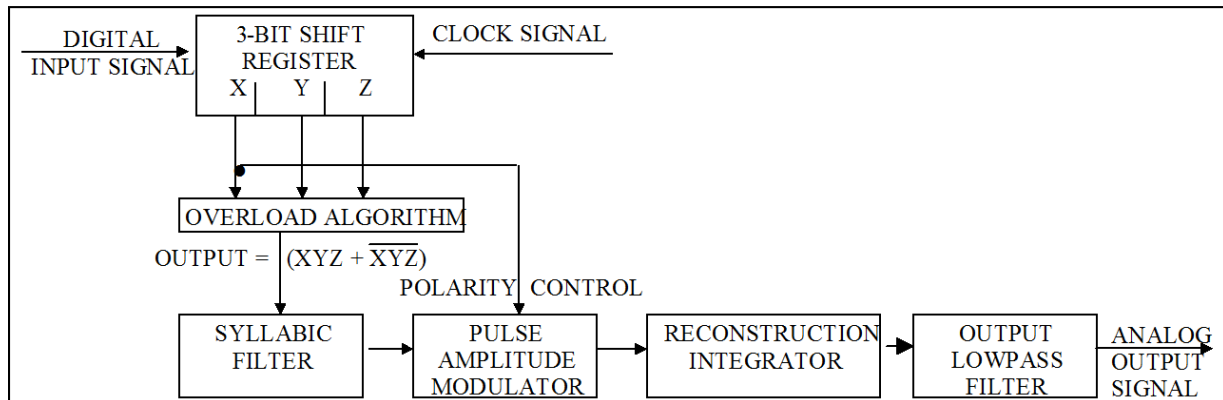 DIGITAL
INPUT SIGNAL
3-BIT SHIFT
REGISTER
X Y Z
CLOCK SIGNAL
OVERLOAD ALGORITHM
OUTPUT = (XYZ + X̅Y̅Z̅)
POLARITY CONTROL
SYLLABIC
FILTER
PULSE
AMPLITUDE
MODULATOR
RECONSTRUCTION
INTEGRATOR
OUTPUT
LOWPASS
FILTER
ANALOG
OUTPUT
SIGNAL